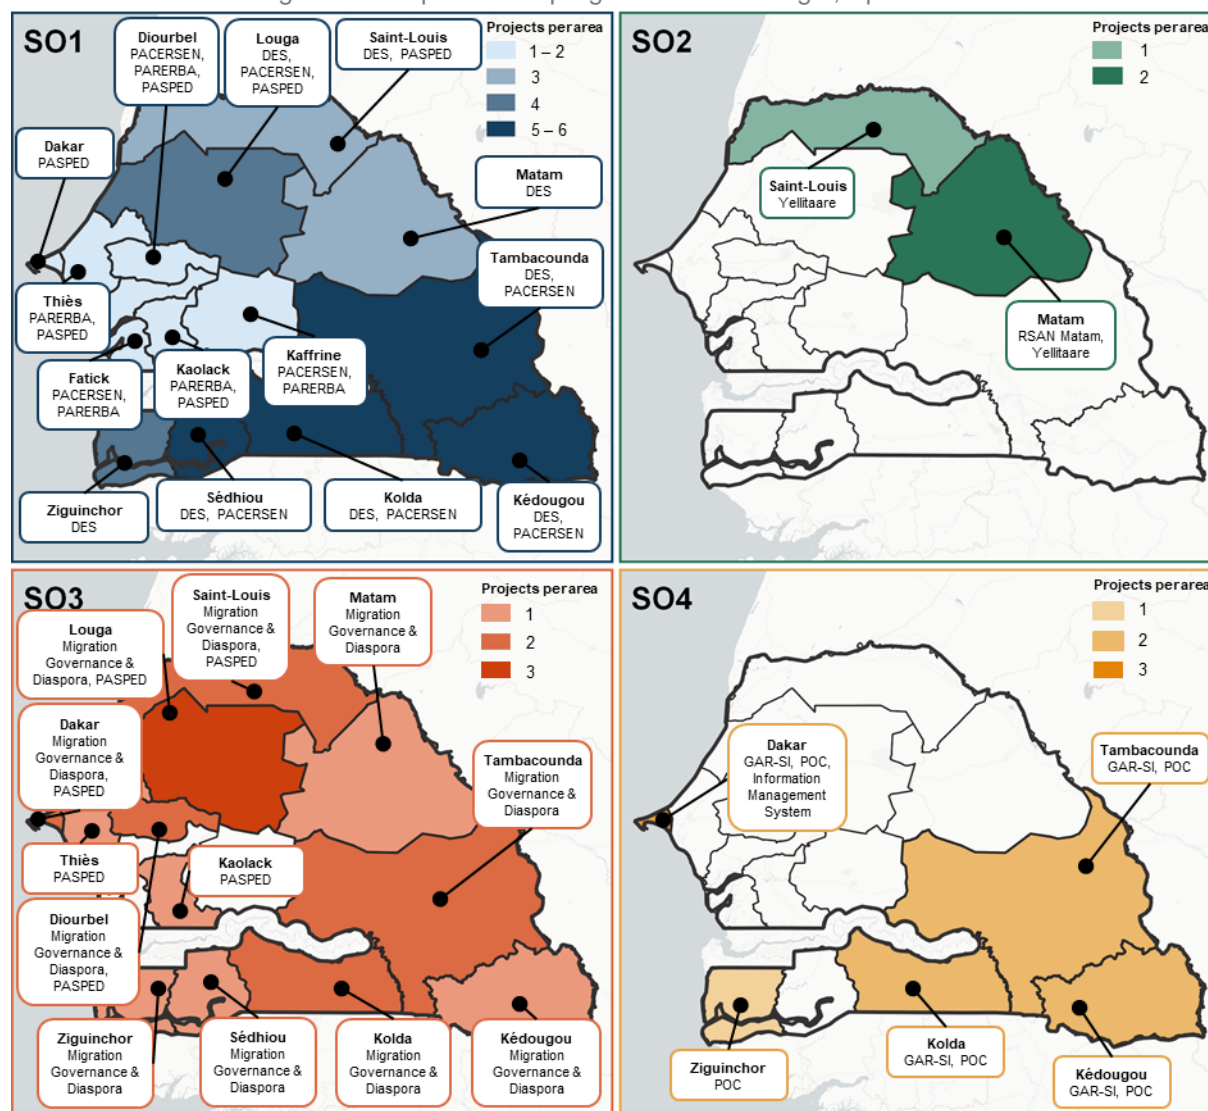 SO1
Projects per area
1 – 2
3
4
5 – 6
Diourbel
PACERSEN,
PARERBA,
PASPED
Louga
DES,
PACERSEN,
PASPED
Saint-Louis
DES, PASPED
Dakar
PASPED
Matam
DES
Tambacounda
DES,
PACERSEN
Thiès
PARERBA,
PASPED
Fatick
PACERSEN,
PARERBA
Kaolack
PARERBA,
PASPED
Kaffrine
PACERSEN,
PARERBA
Ziguinchor
DES
Sédhiou
DES, PACERSEN
Kolda
DES, PACERSEN
Kédougou
DES,
PACERSEN
SO2
Projects per area
1
2
Saint-Louis
Yellitaare
Matam
RSAN Matam,
Yellitaare
SO3
Projects per area
1
2
3
Louga
Migration
Governance &
Diaspora, PASPED
Saint-Louis
Migration
Governance &
Diaspora,
PASPED
Matam
Migration
Governance &
Diaspora
Dakar
Migration
Governance &
Diaspora,
PASPED
Tambacounda
Migration
Governance &
Diaspora
Thiès
PASPED
Kaolack
PASPED
Diourbel
Migration
Governance &
Diaspora,
PASPED
Ziguinchor
Migration
Governance &
Diaspora
Sédhiou
Migration
Governance &
Diaspora
Kolda
Migration
Governance &
Diaspora
Kédougou
Migration
Governance &
Diaspora
SO4
Projects per area
1
2
3
Dakar
GAR-SI, POC,
Information
Management
System
Tambacounda
GAR-SI, POC
Ziguinchor
POC
Kolda
GAR-SI, POC
Kédougou
GAR-SI, POC